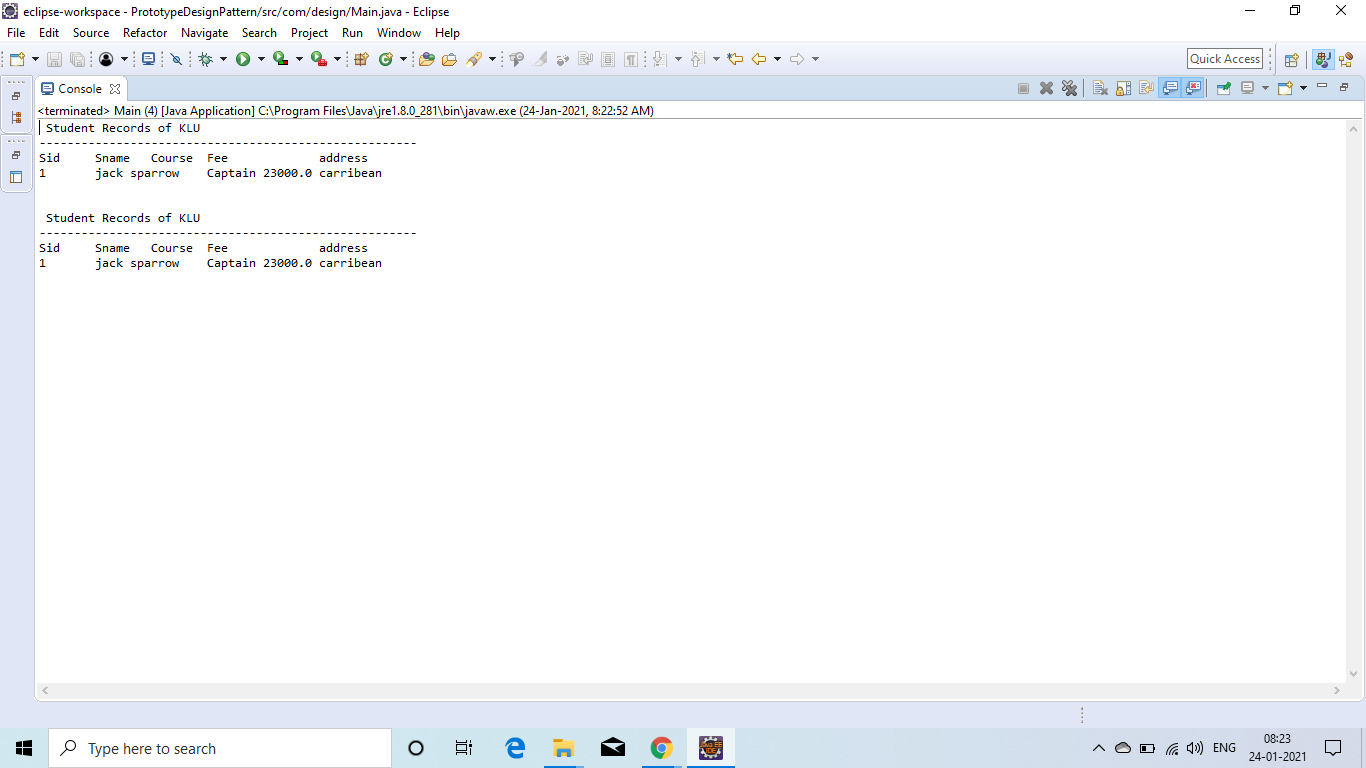 eclipse-workspace - PrototypeDesignPattern/src/com/design/Main.java - Eclipse
File Edit Source Refactor Navigate Search Project Run Window Help
Quick Access
Console
<terminated> Main (4) [Java Application] C:\Program Files\Java\jre1.8.0_281\bin\javaw.exe (24-Jan-2021, 8:22:52 AM)
Student Records of KLU
------------------------------------------------------
Sid Sname Course Fee address
1 jack sparrow Captain 23000.0 carribean
Student Records of KLU
------------------------------------------------------
Sid Sname Course Fee address
1 jack sparrow Captain 23000.0 carribean
Type here to search
ENG
08:23
24-01-2021